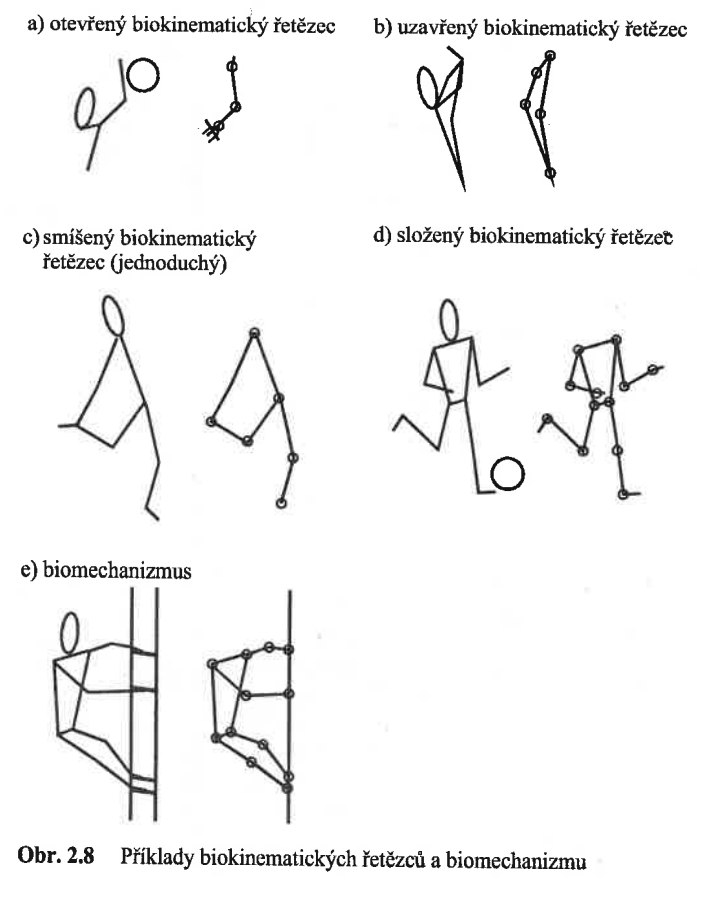 a) otevřený biokinematický řetězec
b) uzavřený biokinematický řetězec
c) smíšený biokinematický
řetězec (jednoduchý)
d) složený biokinematický řetězec
e) biomechanizmus
Obr. 2.8 Příklady biokinematických řetězců a biomechanizmu